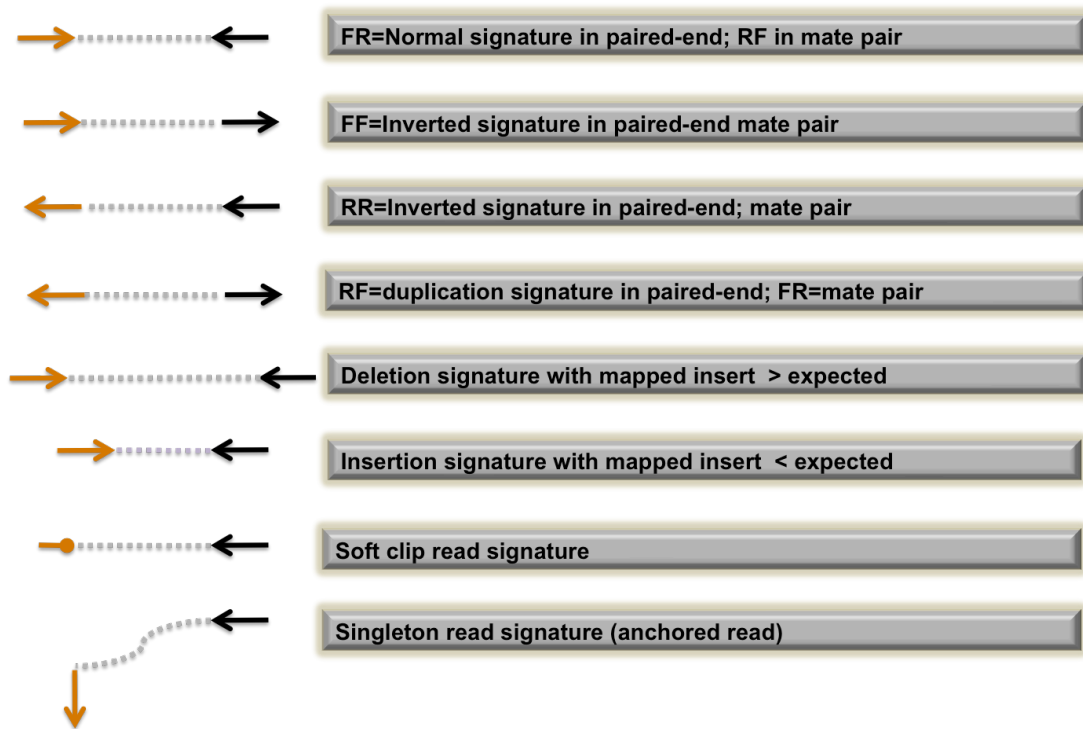 FR=Normal signature in paired-end; RF in mate pair
FF=Inverted signature in paired-end mate pair
RR=Inverted signature in paired-end; mate pair
RF=duplication signature in paired-end; FR=mate pair
Deletion signature with mapped insert  > expected
Insertion signature with mapped insert  < expected
Soft clip read signature
Singleton read signature (anchored read)